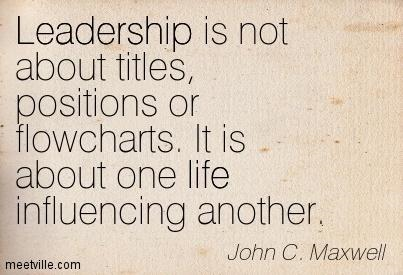 Leadership is not
about titles,
positions or
flowcharts. It is
about one life
influencing another.
John C. Maxwell
meetville.com